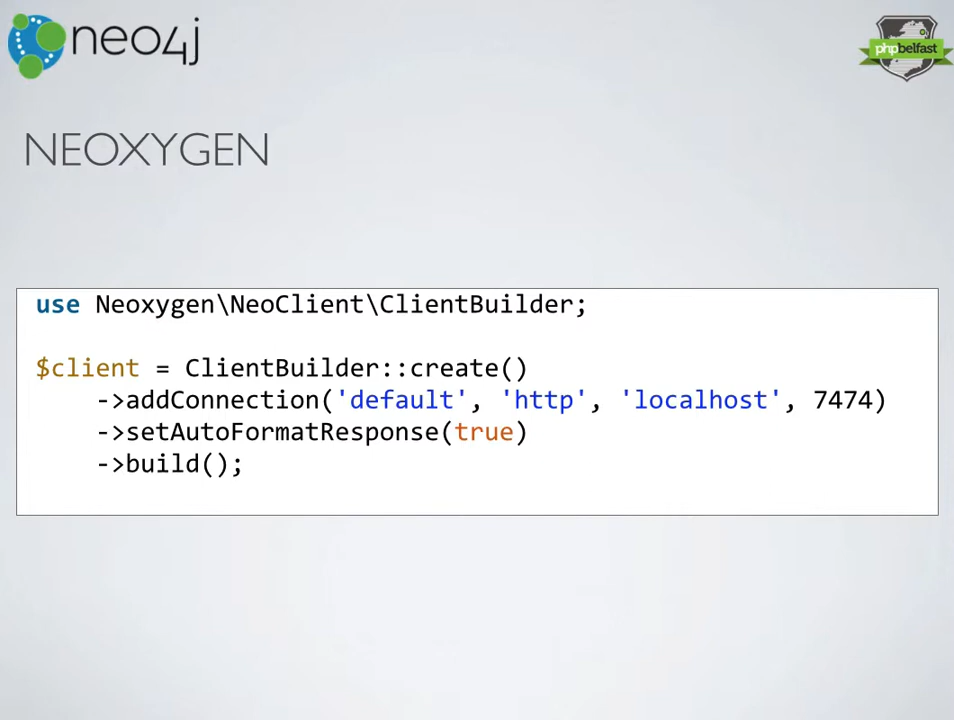 neo4j
phpbelfast
NEOXYGEN
use Neoxygen\NeoClient\ClientBuilder;
$client = ClientBuilder::create()
->addConnection('default', 'http', 'localhost', 7474)
->setAutoFormatResponse(true)
->build();